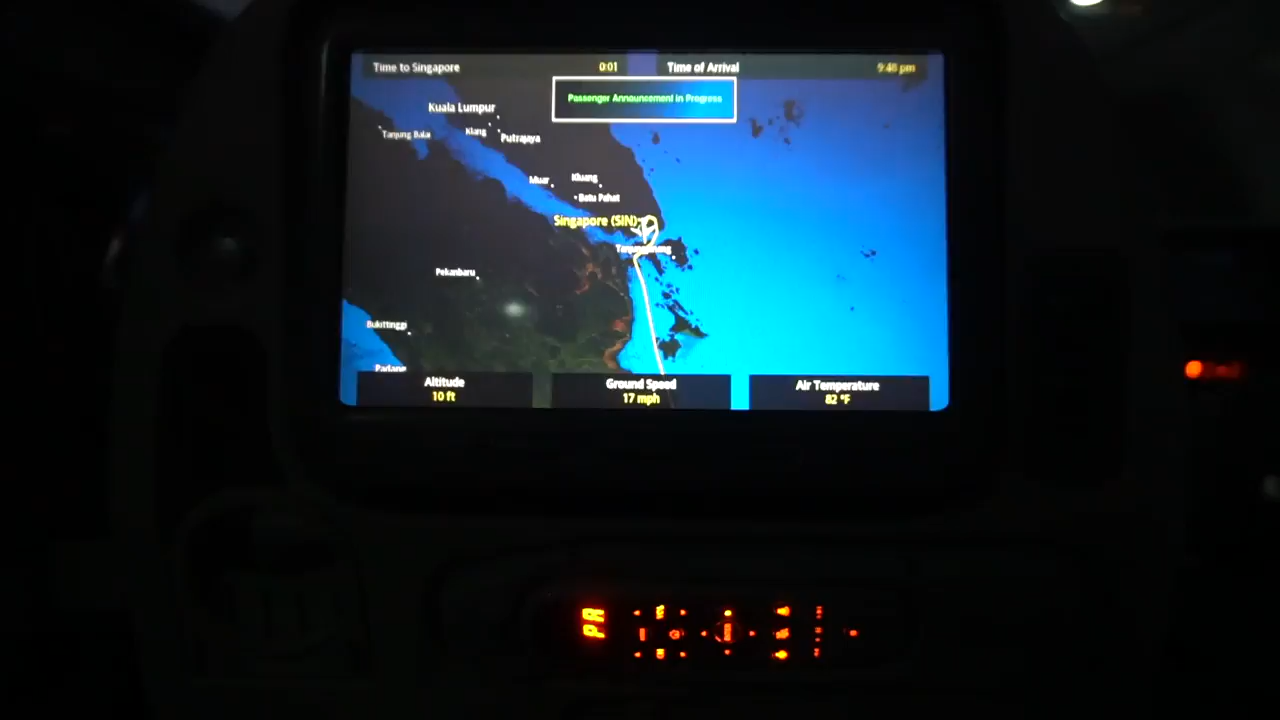 Time to Singapore 0:01
Time of Arrival 9:48 pm
Passenger Announcement in Progress
Kuala Lumpur
Tanjung Balai
Klang
Putrajaya
Muar
Kluang
Batu Pahat
Singapore (SIN)
Pekanbaru
Bukittinggi
Padang
Altitude
10 ft
Ground Speed
17 mph
Air Temperature
82 °F
PA